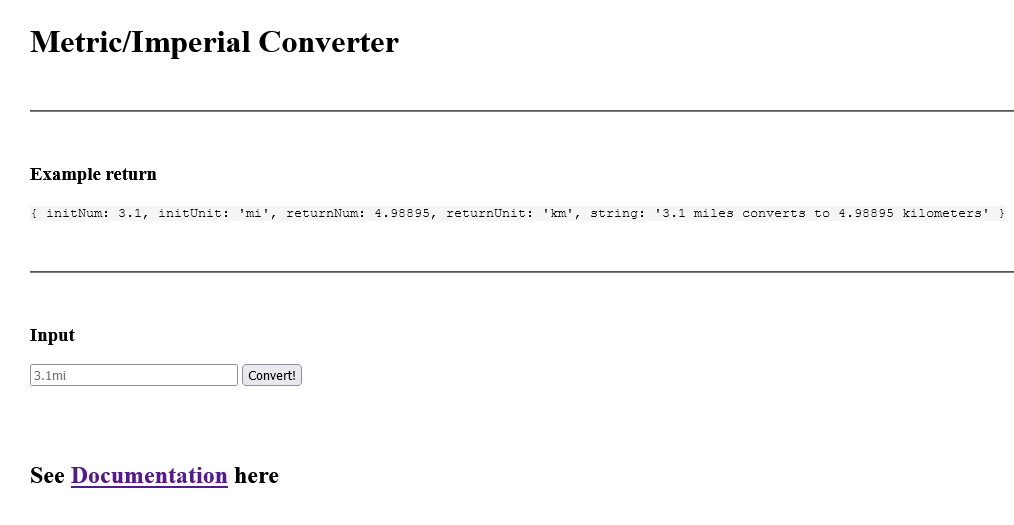 Metric/Imperial Converter
Example return
{ initNum: 3.1, initUnit: 'mi', returnNum: 4.98895, returnUnit: 'km', string: '3.1 miles converts to 4.98895 kilometers' }
Input
3.1mi Convert!
See Documentation here